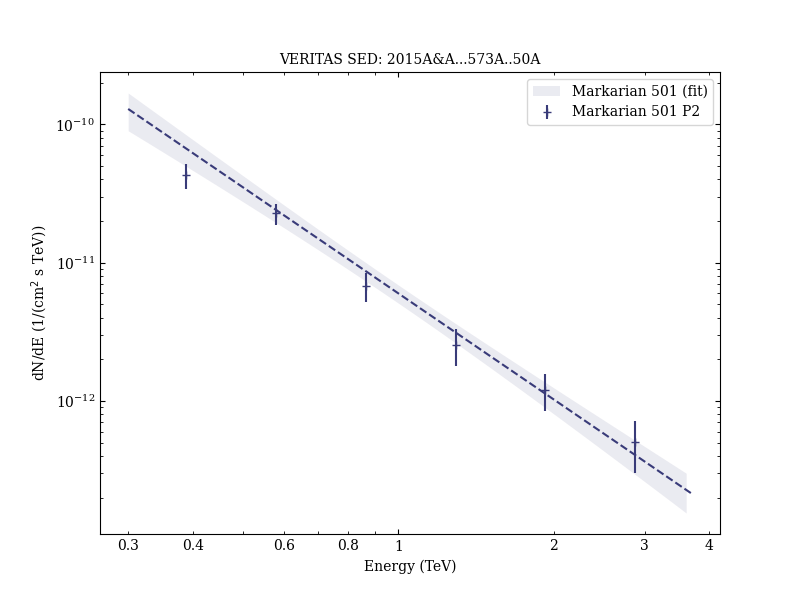 VERITAS SED: 2015A&A...573A..50A
Markarian 501 (fit)
Markarian 501 P2
dN/dE (1/(cm² s TeV))
10⁻¹⁰
10⁻¹¹
10⁻¹²
0.3 0.4 0.6 0.8 1 2 3 4
Energy (TeV)